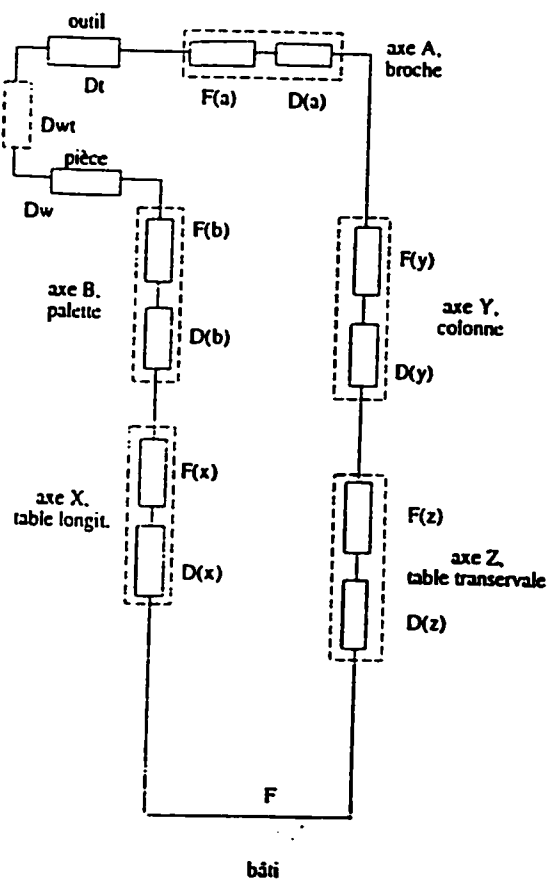 outil
Dt
F(a)
D(a)
axe A,
broche
Dwt
pièce
Dw
F(b)
axe B,
palette
D(b)
F(y)
axe Y,
colonne
D(y)
F(x)
axe X,
table longit.
D(x)
F(z)
axe Z,
table transervale
D(z)
F
bâti